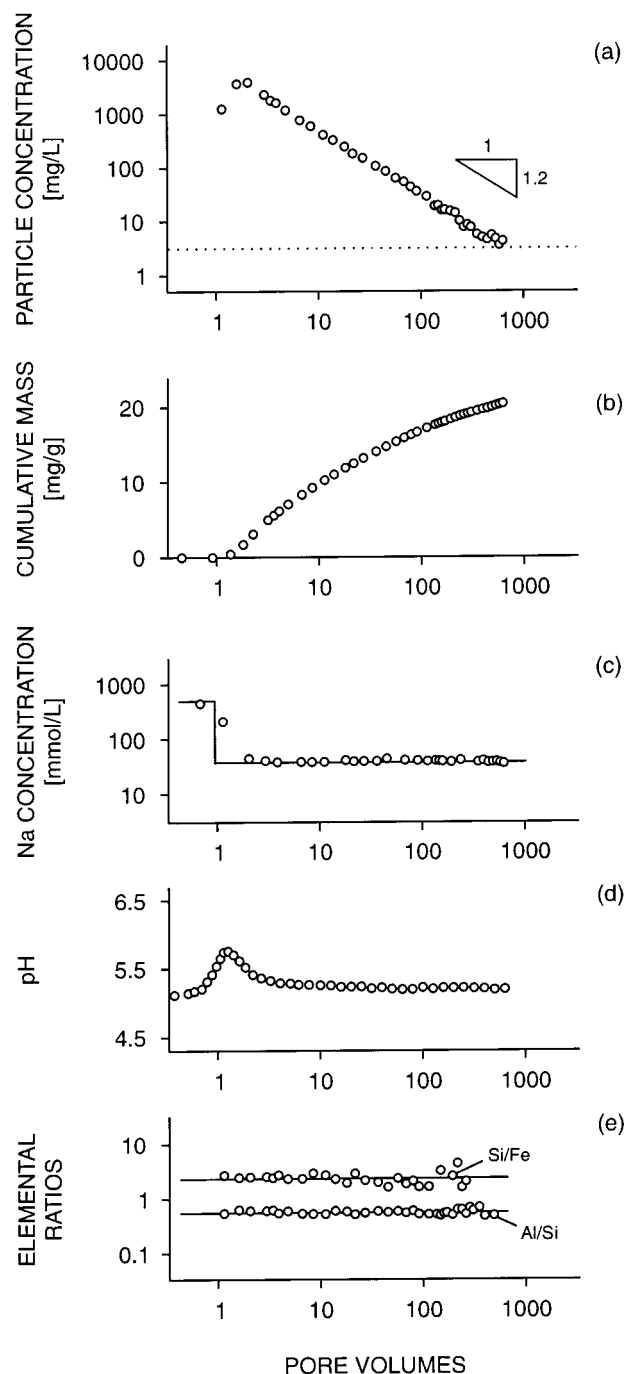 (a)
PARTICLE CONCENTRATION
[mg/L]
10000
1000
100
10
1
1
1.2
1
10
100
1000
(b)
CUMULATIVE MASS
[mg/g]
20
10
0
1
10
100
1000
(c)
Na CONCENTRATION
[mmol/L]
1000
100
10
1
10
100
1000
(d)
pH
6.5
5.5
4.5
1
10
100
1000
(e)
ELEMENTAL
RATIOS
10
1
0.1
Si/Fe
Al/Si
1
10
100
1000
PORE VOLUMES